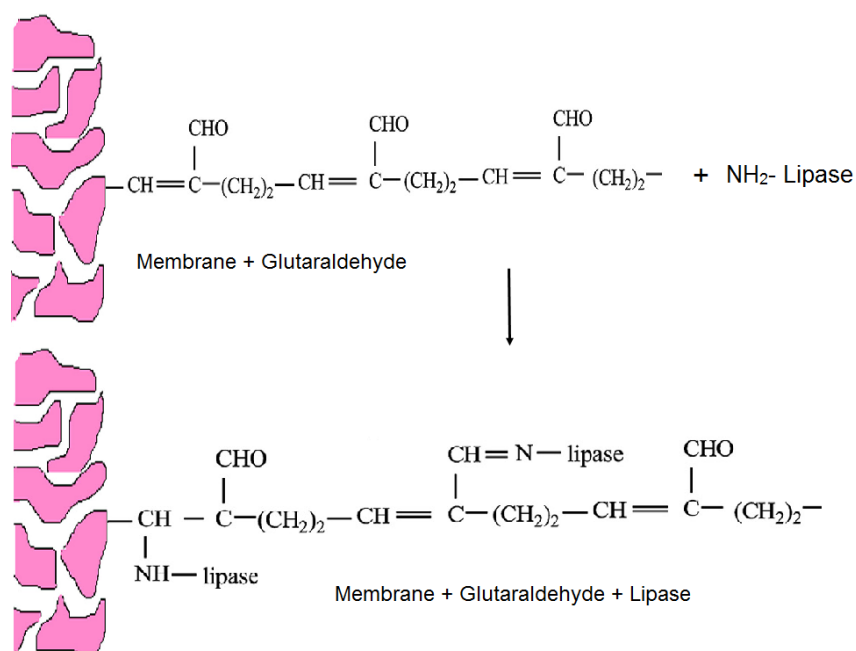 CHO CHO CHO
CH=C-(CH2)2-CH=C-(CH2)2-CH=C-(CH2)2- + NH2- Lipase
Membrane + Glutaraldehyde
CHO CH=N-lipase CHO
CH-C-(CH2)2-CH=C-(CH2)2-CH=C-(CH2)2-
NH-lipase
Membrane + Glutaraldehyde + Lipase